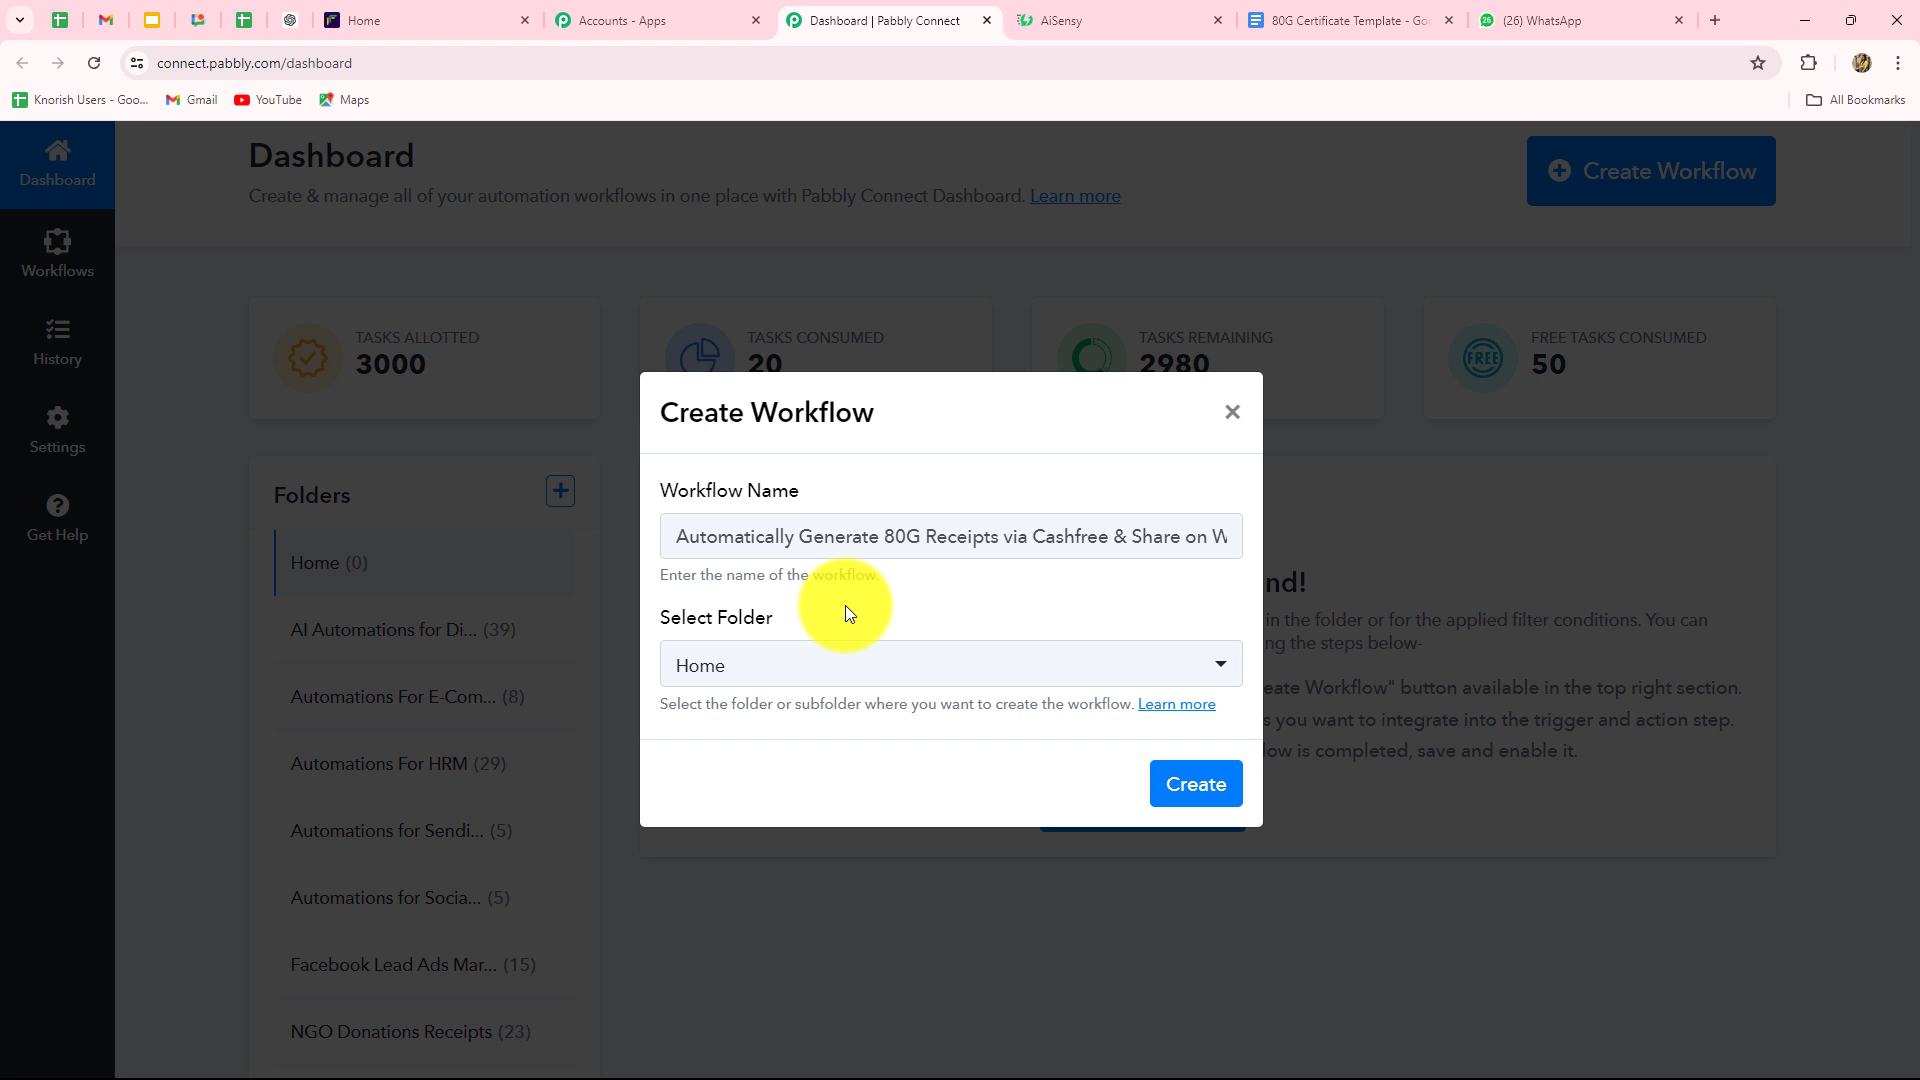 Home
Accounts - Apps
Dashboard | Pabbly Connect
AiSensy
80G Certificate Template - Goo
(26) WhatsApp
connect.pabbly.com/dashboard
Knorish Users - Goo...
Gmail
YouTube
Maps
All Bookmarks
Dashboard
Workflows
History
Settings
Get Help
Dashboard
Create & manage all of your automation workflows in one place with Pabbly Connect Dashboard. Learn more
Create Workflow
TASKS ALLOTTED
3000
TASKS CONSUMED
20
TASKS REMAINING
2980
FREE
FREE TASKS CONSUMED
50
Folders
Home (0)
AI Automations for Di... (39)
Automations For E-Com... (8)
Automations For HRM (29)
Automations for Sendi... (5)
Automations for Socia... (5)
Facebook Lead Ads Mar... (15)
NGO Donations Receipts (23)
Create Workflow
Workflow Name
Automatically Generate 80G Receipts via Cashfree & Share on W
Enter the name of the workflow.
Select Folder
Home
Select the folder or subfolder where you want to create the workflow. Learn more
Create
nd!
in the folder or for the applied filter conditions. You can
ng the steps below-
eate Workflow" button available in the top right section.
s you want to integrate into the trigger and action step.
low is completed, save and enable it.